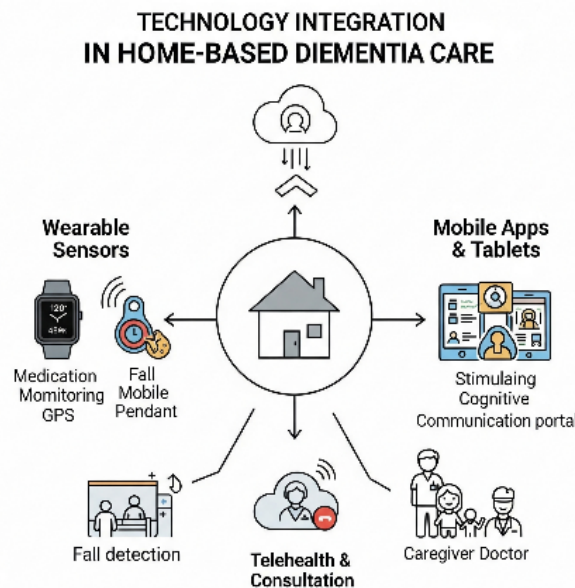 TECHNOLOGY INTEGRATION
IN HOME-BASED DIEMENTIA CARE
Wearable
Sensors
Mobile Apps
& Tablets
120°
Medication
Momitoring
GPS
Fall
Mobile
Pendant
Stimulaing
Cognitive
Communication portal
Fall detection
Telehealth &
Consultation
Caregiver Doctor